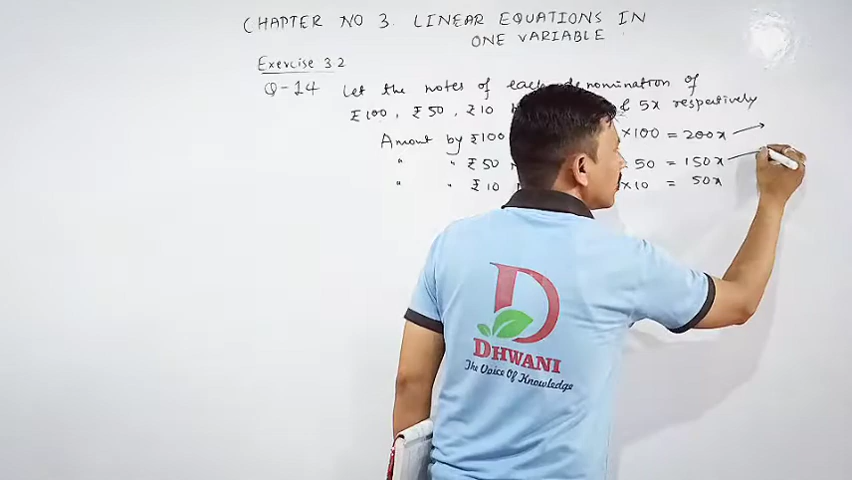 CHAPTER NO 3. LINEAR EQUATIONS IN
ONE VARIABLE.
Exercise 3.2
Q-14 Let the notes of each denomination of
₹100, ₹50, ₹10 5x respectively
Amount by ₹100 ×100 = 200x →
" " ₹50 50 = 150x
" " ₹10 ×10 = 50x
D
DHWANI
The Voice Of Knowledge